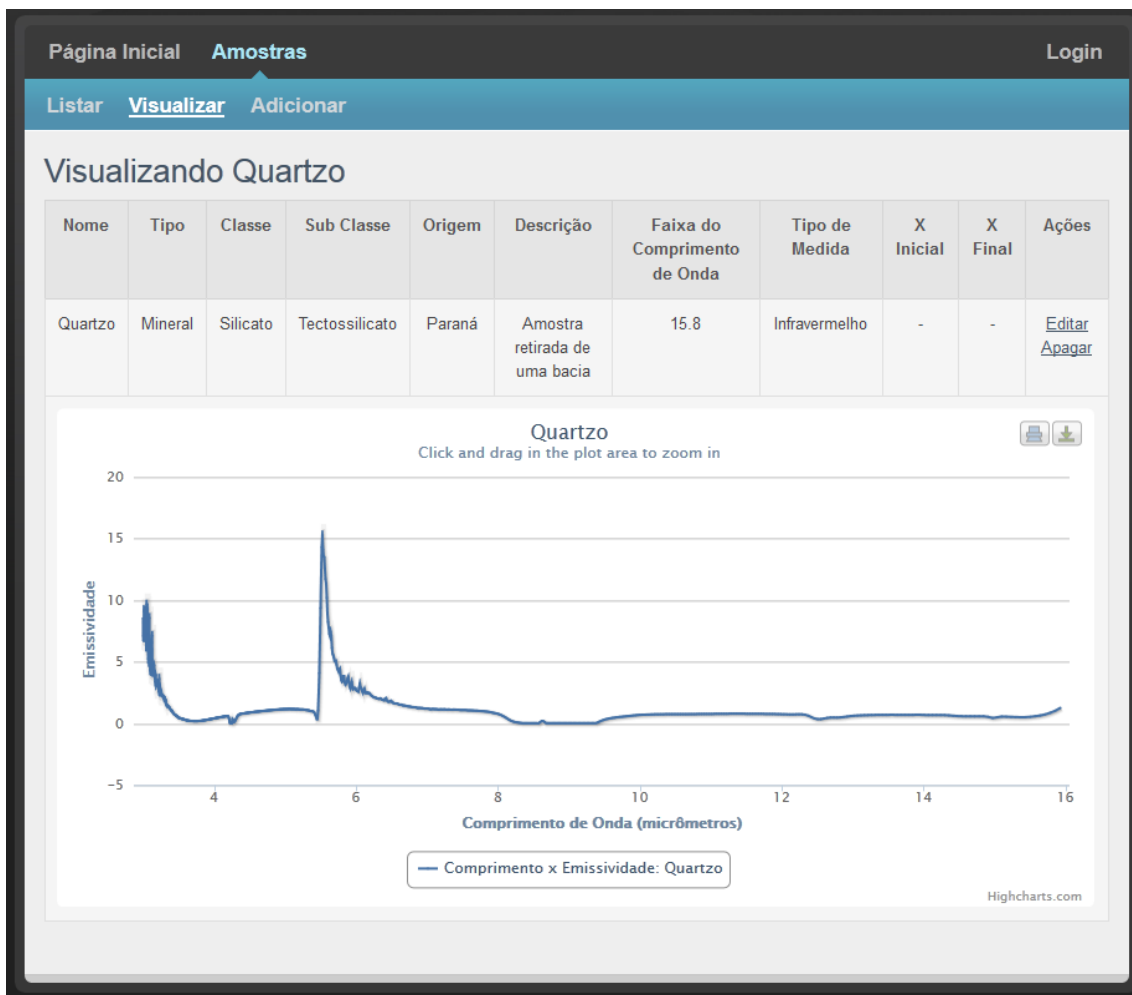 Página Inicial Amostras Login
Listar Visualizar Adicionar
Visualizando Quartzo
Nome Tipo Classe Sub Classe Origem Descrição Faixa do Comprimento de Onda Tipo de Medida X Inicial X Final Ações
Quartzo Mineral Silicato Tectossilicato Paraná Amostra retirada de uma bacia 15.8 Infravermelho - - Editar Apagar
Quartzo
Click and drag in the plot area to zoom in
20
15
10
5
0
-5
Emissividade
4 6 8 10 12 14 16
Comprimento de Onda (micrômetros)
Comprimento x Emissividade: Quartzo
Highcharts.com